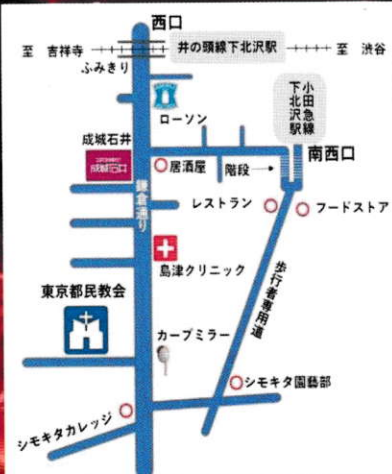 西口
至 吉祥寺
井の頭線下北沢駅
至 渋谷
ふみきり
ローソン
小田急線
下北沢駅
成城石井
成城石井
南西口
居酒屋
階段→
鎌倉通り
レストラン
フードストア
島津クリニック
歩行者専用道
東京都民教会
カーブミラー
シモキタ園藝部
シモキタカレッジ